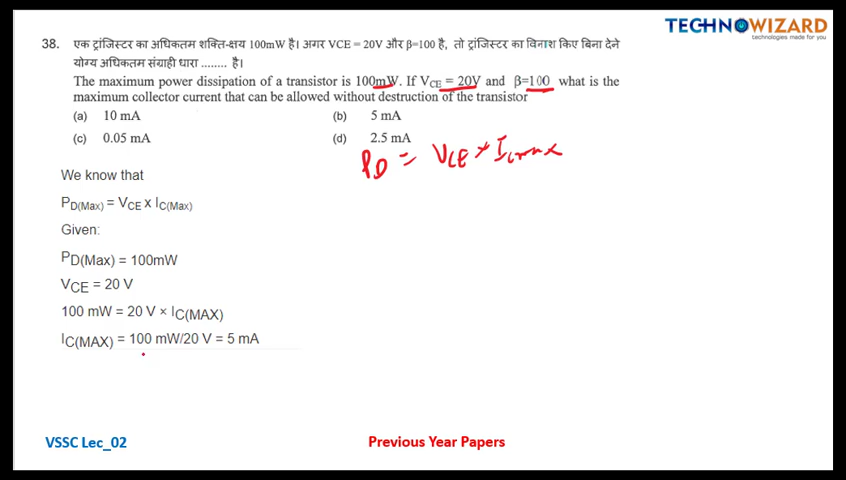 TECHNOWIZARD
technologies made for you
38. एक ट्रांजिस्टर का अधिकतम शक्ति-क्षय 100mW है। अगर VCE = 20V और β=100 है, तो ट्रांजिस्टर का विनाश किए बिना देने
योग्य अधिकतम संग्राही धारा ........ है।
The maximum power dissipation of a transistor is 100mW. If VCE = 20V and β=100 what is the
maximum collector current that can be allowed without destruction of the transistor
(a) 10 mA (b) 5 mA
(c) 0.05 mA (d) 2.5 mA
PD = VCE × ICmax
We know that
PD(Max) = VCE x IC(Max)
Given:
PD(Max) = 100mW
VCE = 20 V
100 mW = 20 V × IC(MAX)
IC(MAX) = 100 mW/20 V = 5 mA
VSSC Lec_02 Previous Year Papers